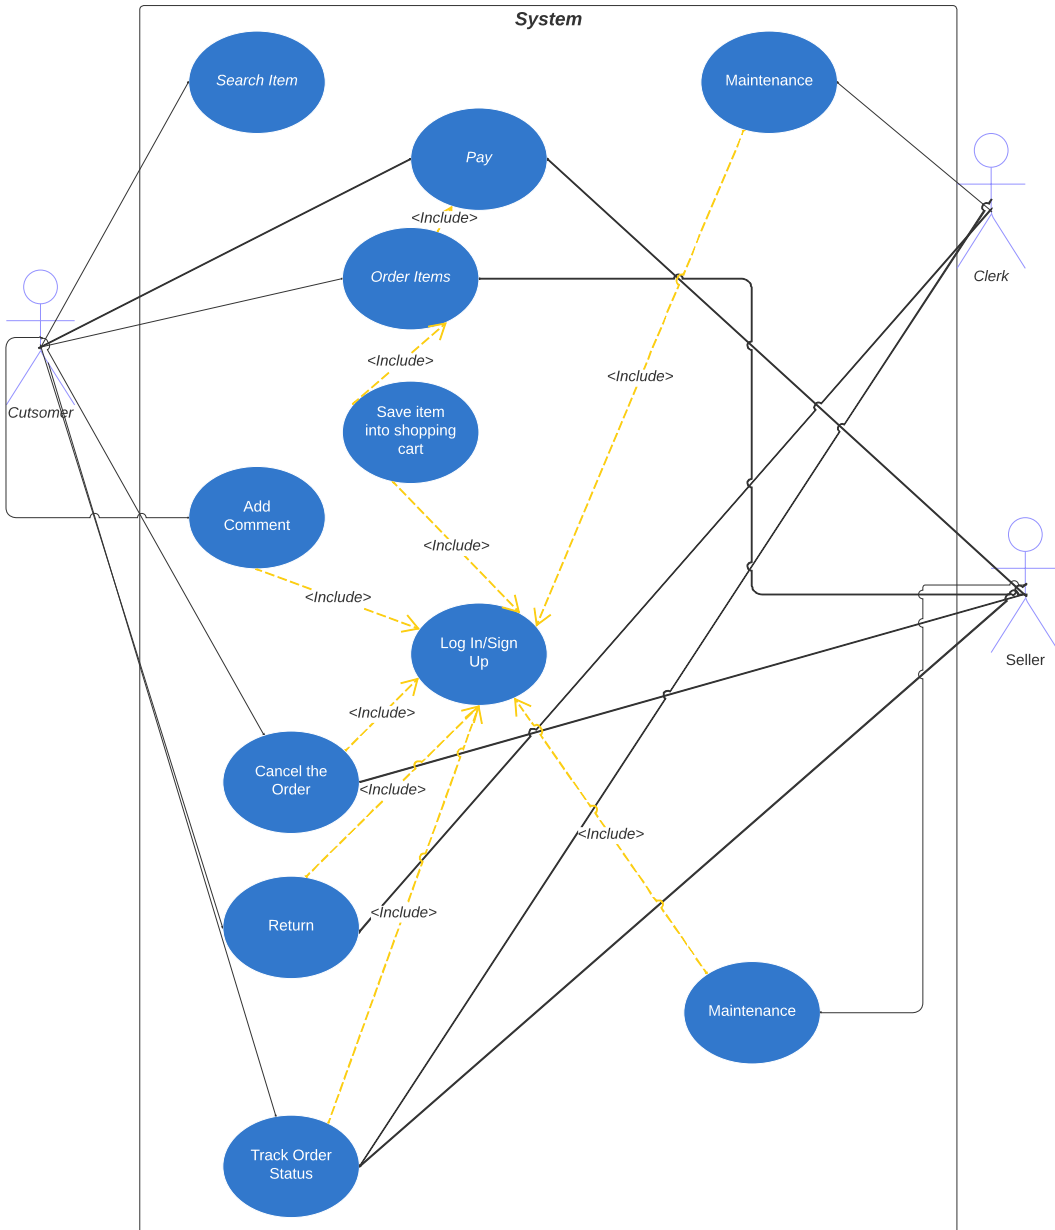 System
Search Item
Maintenance
Pay
<Include>
Order Items
Clerk
<Include>
<Include>
Cutsomer
Save item
into shopping
cart
Add
Comment
<Include>
<Include>
Log In/Sign
Up
Seller
<Include>
Cancel the
Order
<Include>
<Include>
<Include>
Return
Maintenance
Track Order
Status